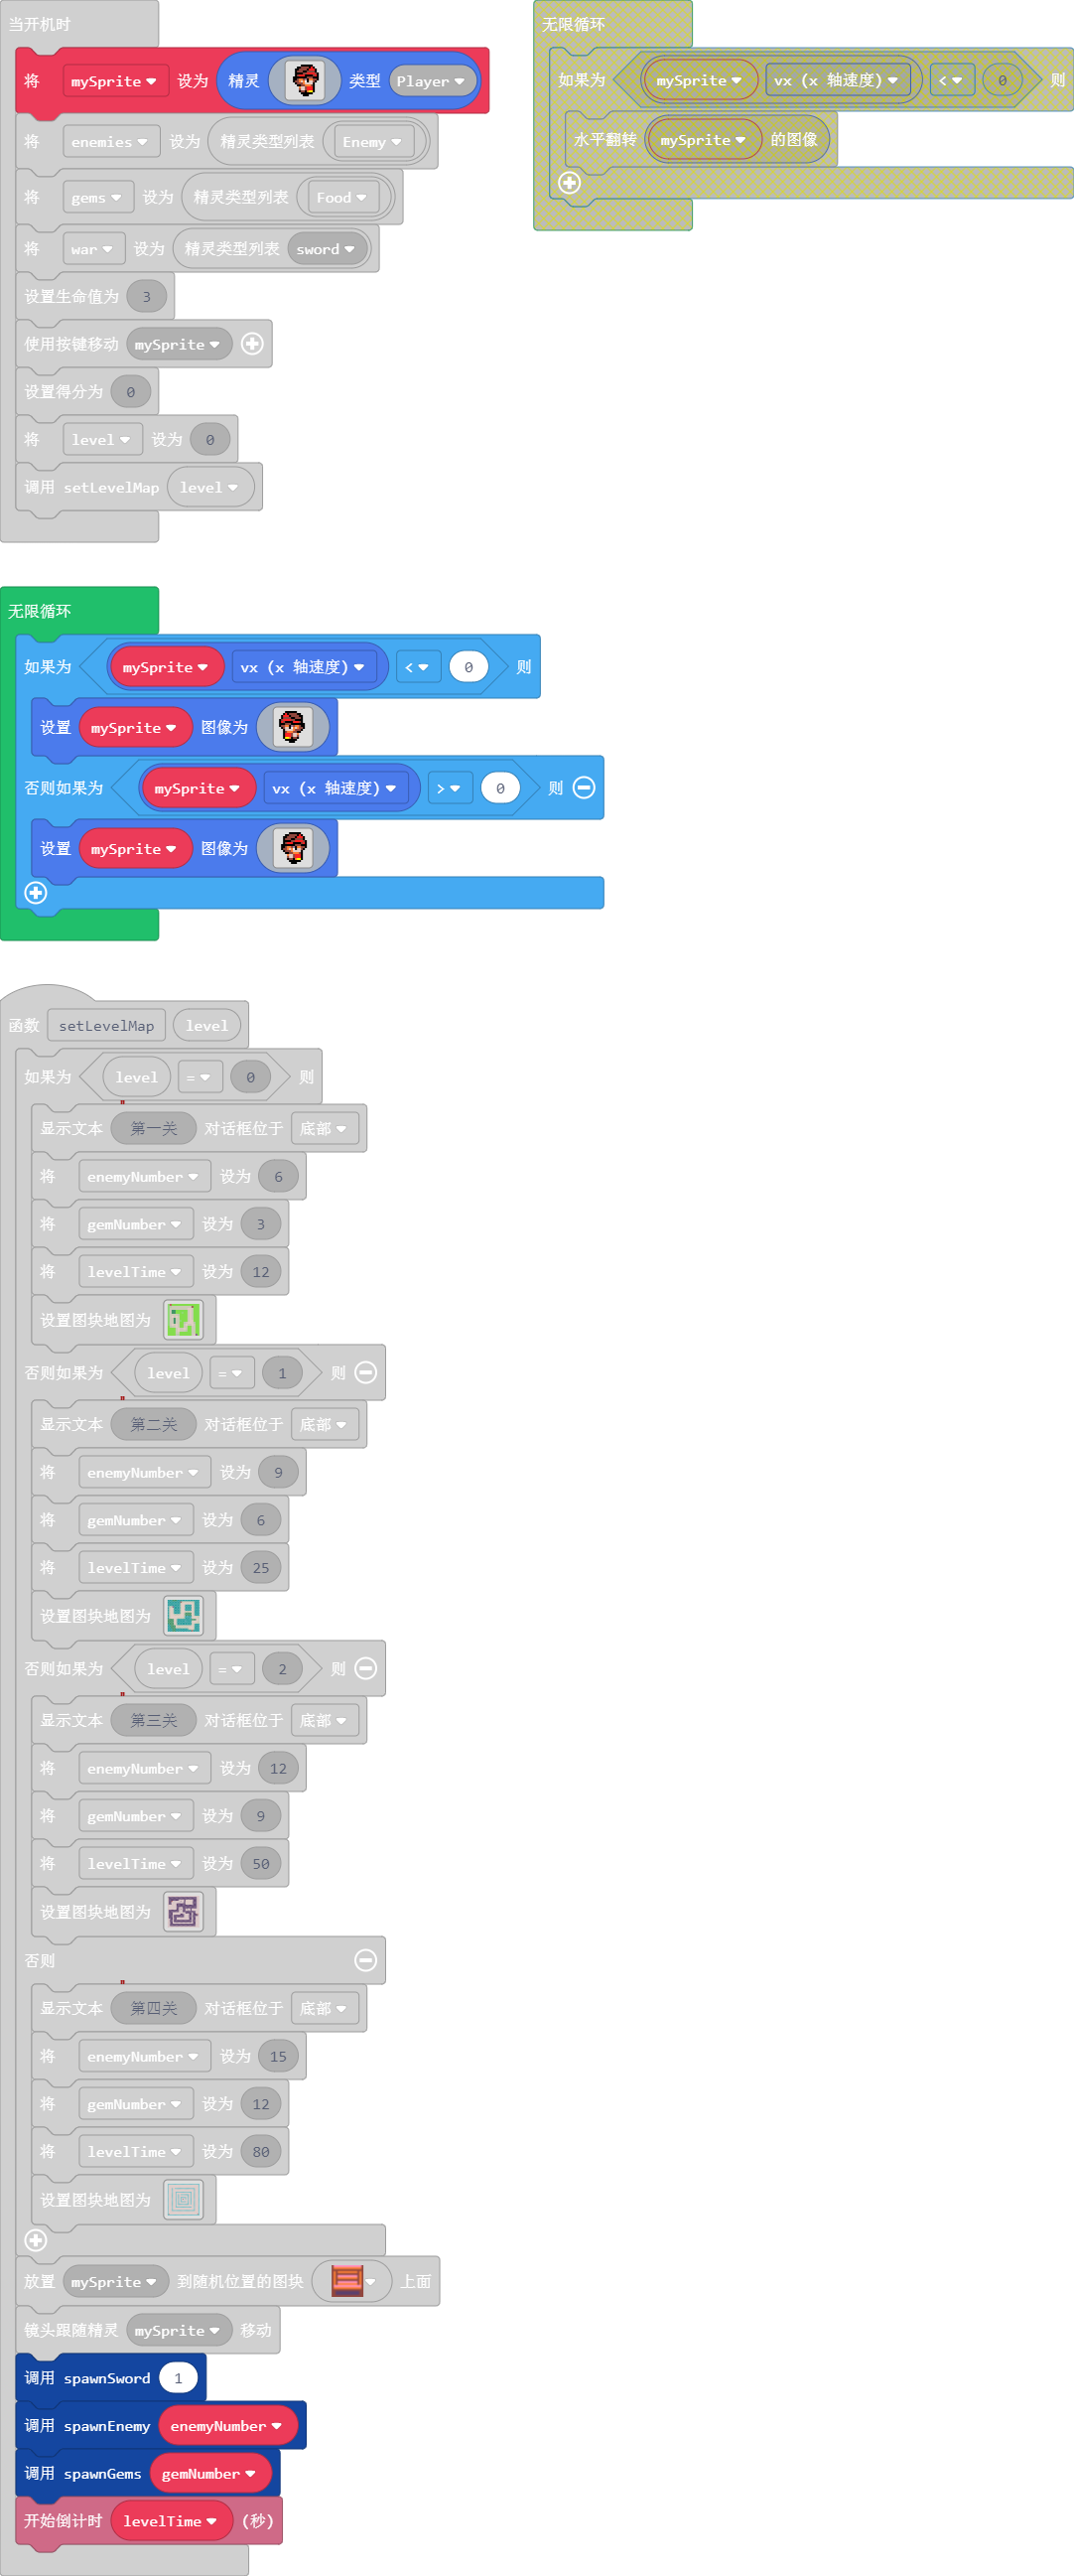 当开机时
将 mySprite 设为 精灵 类型 Player
将 enemies 设为 精灵类型列表 Enemy
将 gems 设为 精灵类型列表 Food
将 war 设为 精灵类型列表 sword
设置生命值为 3
使用按键移动 mySprite
设置得分为 0
将 level 设为 0
调用 setLevelMap level
无限循环
如果为 mySprite vx (x 轴速度) < 0 则
水平翻转 mySprite 的图像
无限循环
如果为 mySprite vx (x 轴速度) < 0 则
设置 mySprite 图像为
否则如果为 mySprite vx (x 轴速度) > 0 则
设置 mySprite 图像为
函数 setLevelMap level
如果为 level = 0 则
显示文本 第一关 对话框位于 底部
将 enemyNumber 设为 6
将 gemNumber 设为 3
将 levelTime 设为 12
设置图块地图为
否则如果为 level = 1 则
显示文本 第二关 对话框位于 底部
将 enemyNumber 设为 9
将 gemNumber 设为 6
将 levelTime 设为 25
设置图块地图为
否则如果为 level = 2 则
显示文本 第三关 对话框位于 底部
将 enemyNumber 设为 12
将 gemNumber 设为 9
将 levelTime 设为 50
设置图块地图为
否则
显示文本 第四关 对话框位于 底部
将 enemyNumber 设为 15
将 gemNumber 设为 12
将 levelTime 设为 80
设置图块地图为
放置 mySprite 到随机位置的图块 上面
镜头跟随精灵 mySprite 移动
调用 spawnSword 1
调用 spawnEnemy enemyNumber
调用 spawnGems gemNumber
开始倒计时 levelTime (秒)